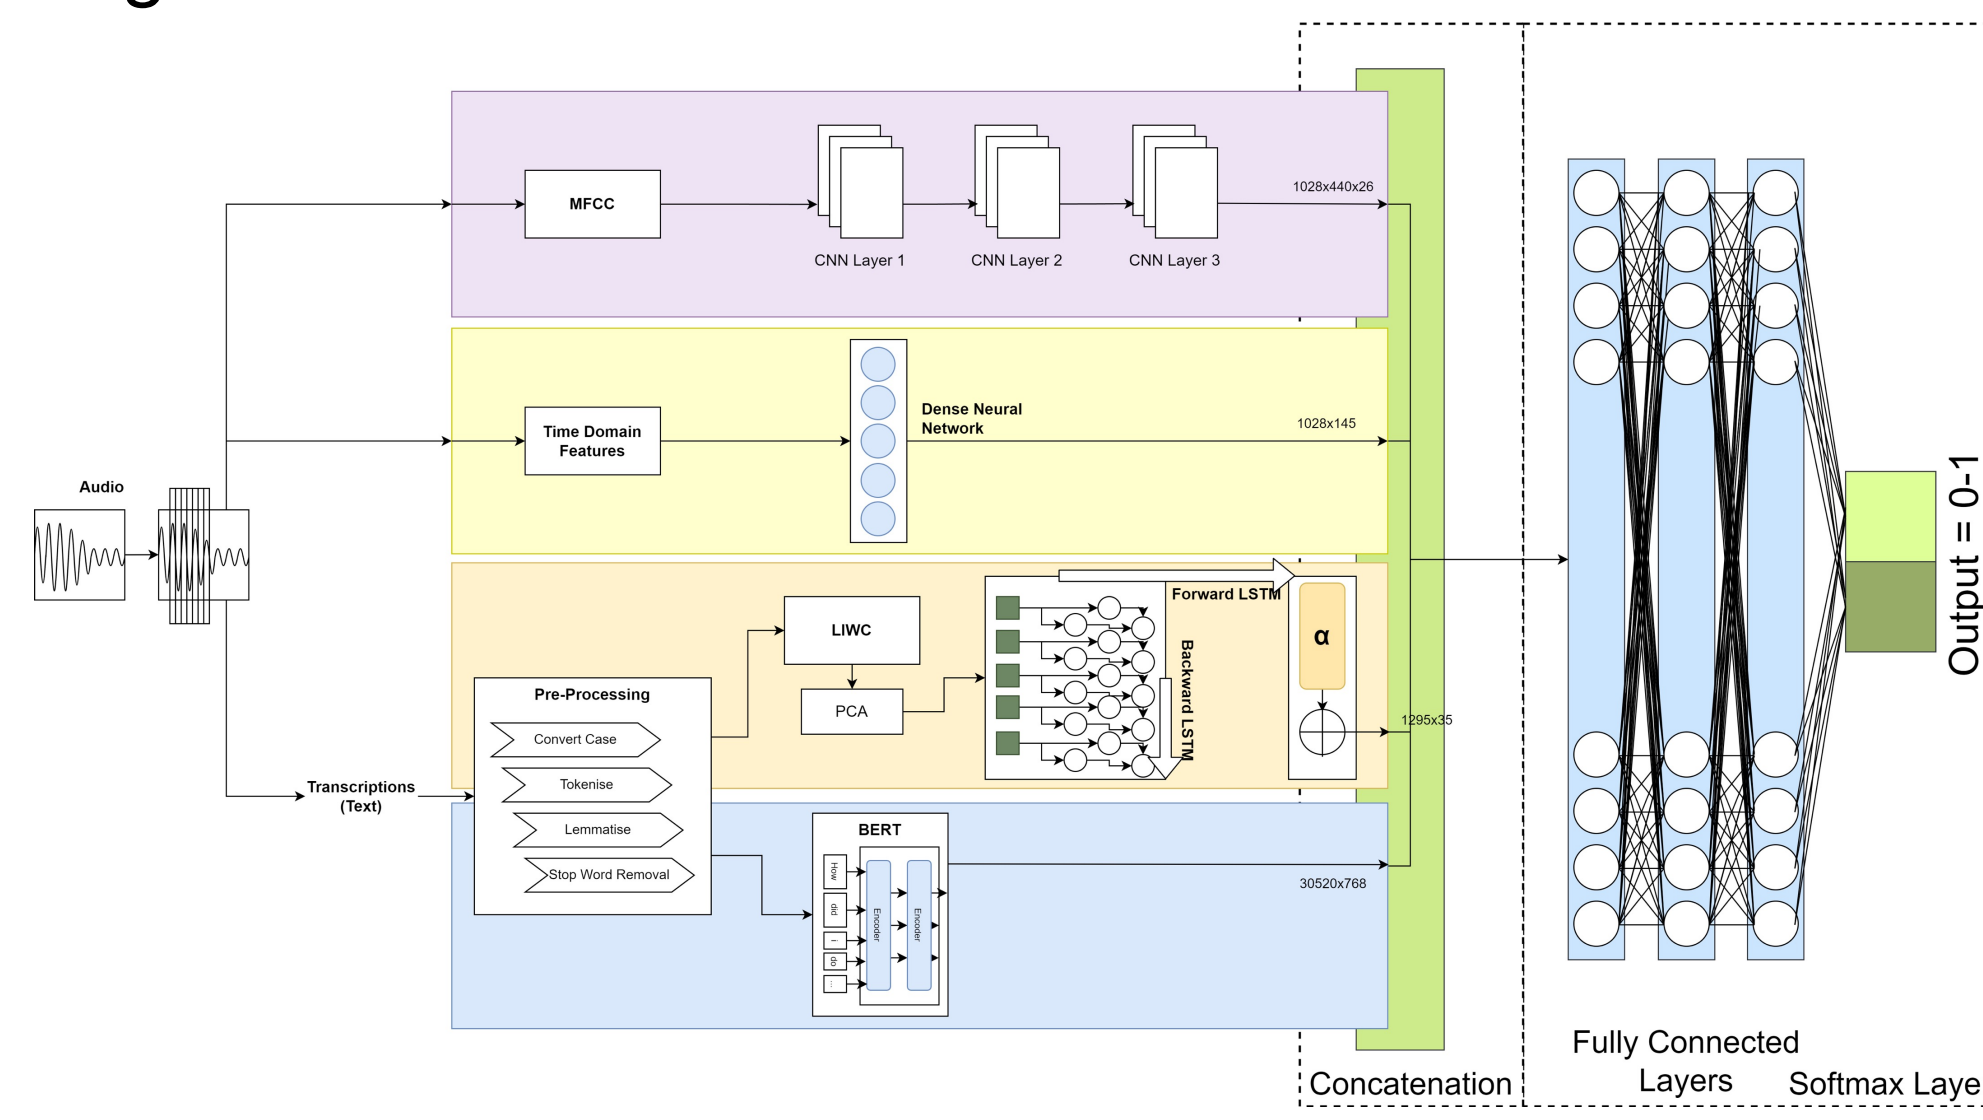 MFCC
CNN Layer 1
CNN Layer 2
CNN Layer 3
1028x440x26
Time Domain
Features
Dense Neural
Network
1028x145
Audio
Transcriptions
(Text)
Pre-Processing
Convert Case
Tokenise
Lemmatise
Stop Word Removal
LIWC
PCA
Forward LSTM
Backward LSTM
α
1295x35
BERT
How
did
i
do
...
Encoder
Encoder
30520x768
Concatenation
Fully Connected
Layers
Softmax Laye
Output = 0-1